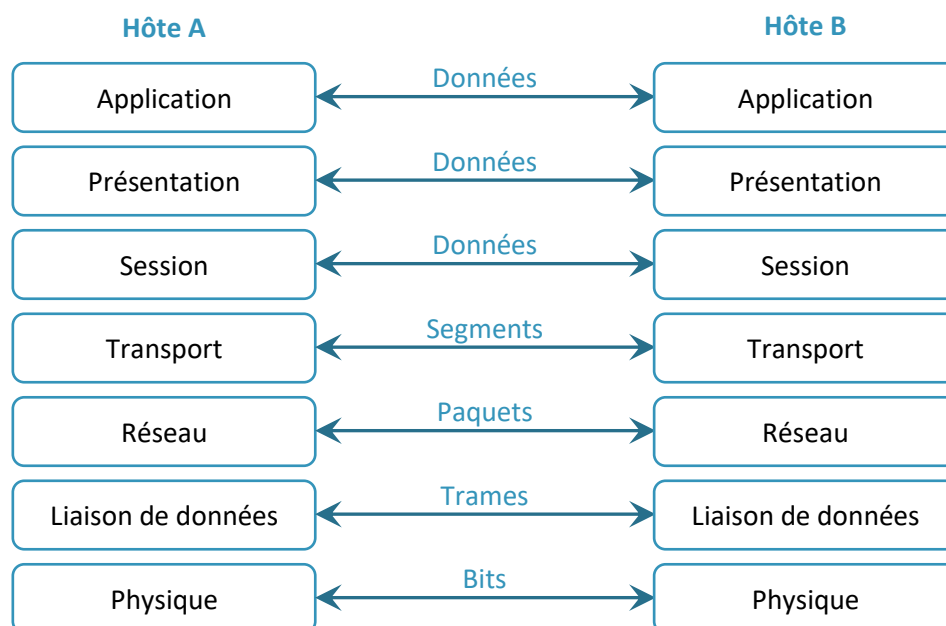 Hôte A Hôte B
Application Données Application
Présentation Données Présentation
Session Données Session
Transport Segments Transport
Réseau Paquets Réseau
Liaison de données Trames Liaison de données
Physique Bits Physique